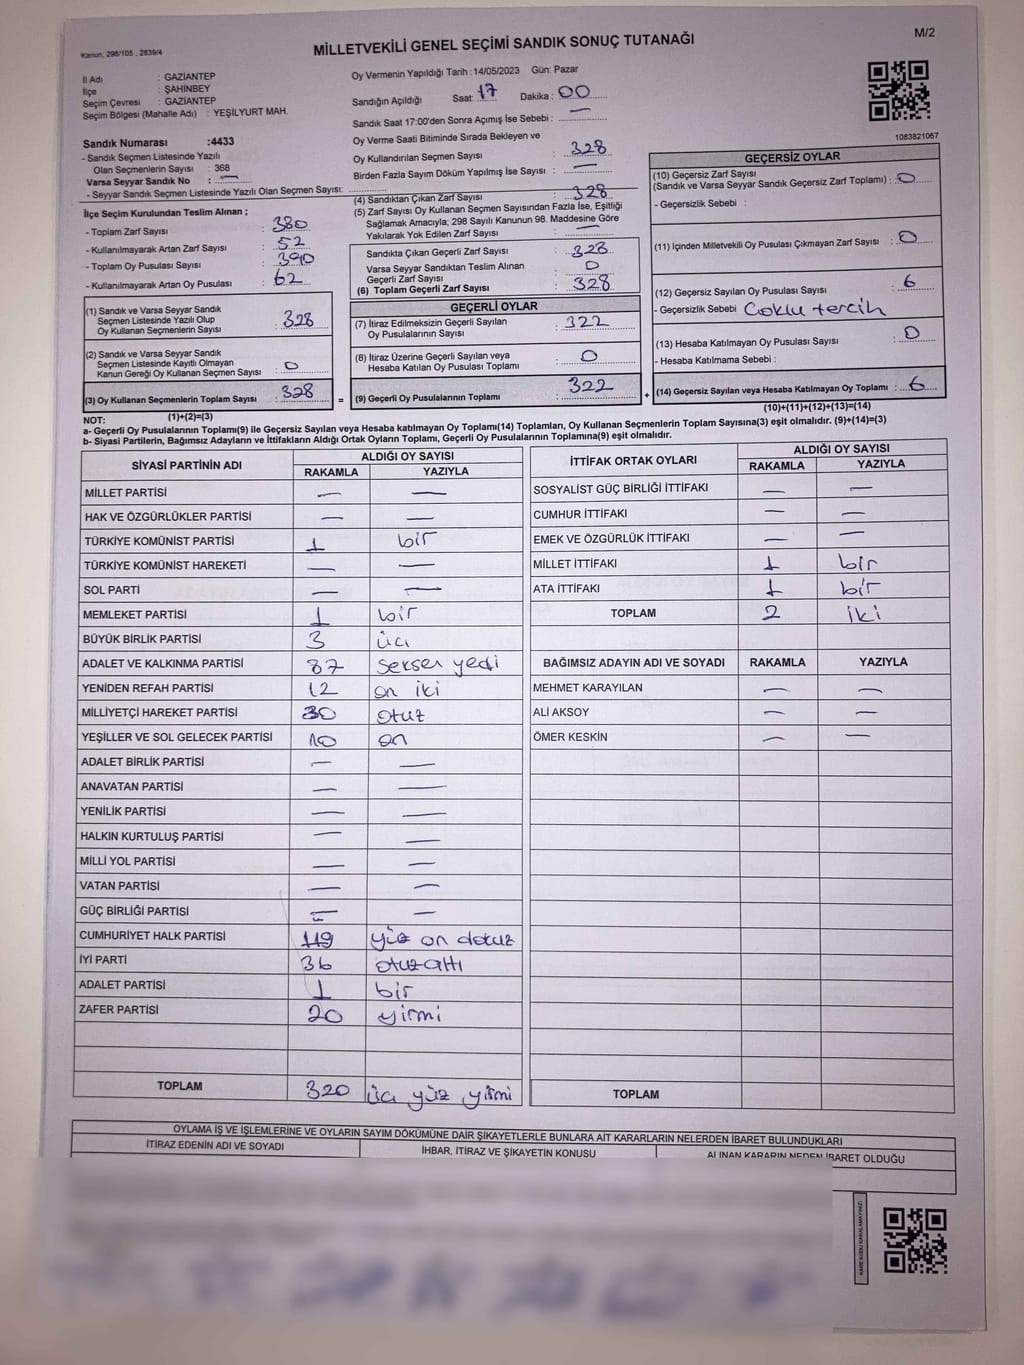 Kanun, 298/105 , 2839/4
MİLLETVEKİLİ GENEL SEÇİMİ SANDIK SONUÇ TUTANAĞI
M/2
İl Adı : GAZİANTEP
İlçe : ŞAHİNBEY
Seçim Çevresi : GAZİANTEP
Seçim Bölgesi (Mahalle Adı) : YEŞİLYURT MAH.
Oy Vermenin Yapıldığı Tarih :14/05/2023 Gün: Pazar
Sandığın Açıldığı Saat: 17 Dakika : 00
Sandık Saat 17:00'den Sonra Açımış İse Sebebi : —
1083821067
Sandık Numarası :4433
- Sandık Seçmen Listesinde Yazılı
Olan Seçmenlerin Sayısı : 368
Varsa Seyyar Sandık No : —
- Seyyar Sandık Seçmen Listesinde Yazılı Olan Seçmen Sayısı:
Oy Verme Saati Bitiminde Sırada Bekleyen ve
Oy Kullandırılan Seçmen Sayısı : 328
Birden Fazla Sayım Döküm Yapılmış İse Sayısı : —
İlçe Seçim Kurulundan Teslim Alınan ;
- Toplam Zarf Sayısı : 380
- Kullanılmayarak Artan Zarf Sayısı : 52
- Toplam Oy Pusulası Sayısı : 390
- Kullanılmayarak Artan Oy Pusulası : 62
(4) Sandıktan Çıkan Zarf Sayısı : 328
(5) Zarf Sayısı Oy Kullanan Seçmen Sayısından Fazla İse, Eşitliği
Sağlamak Amacıyla; 298 Sayılı Kanunun 98. Maddesine Göre
Yakılarak Yok Edilen Zarf Sayısı : —
Sandıkta Çıkan Geçerli Zarf Sayısı : 328
Varsa Seyyar Sandıktan Teslim Alınan
Geçerli Zarf Sayısı : 0
(6) Toplam Geçerli Zarf Sayısı : 328
(1) Sandık ve Varsa Seyyar Sandık
Seçmen Listesinde Yazılı Olup
Oy Kullanan Seçmenlerin Sayısı : 328
(2) Sandık ve Varsa Seyyar Sandık
Seçmen Listesinde Kayıtlı Olmayan
Kanun Gereği Oy Kullanan Seçmen Sayısı : 0
(3) Oy Kullanan Seçmenlerin Toplam Sayısı : 328
(1)+(2)=(3)
=
GEÇERLİ OYLAR
(7) İtiraz Edilmeksizin Geçerli Sayılan
Oy Pusulalarının Sayısı : 322
(8) İtiraz Üzerine Geçerli Sayılan veya
Hesaba Katılan Oy Pusulası Toplamı : 0
(9) Geçerli Oy Pusulalarının Toplamı : 322
+
GEÇERSİZ OYLAR
(10) Geçersiz Zarf Sayısı
(Sandık ve Varsa Seyyar Sandık Geçersiz Zarf Toplamı) : 0
- Geçersizlik Sebebi :
(11) İçinden Milletvekili Oy Pusulası Çıkmayan Zarf Sayısı : 0
(12) Geçersiz Sayılan Oy Pusulası Sayısı : 6
- Geçersizlik Sebebi : Çoklu tercih
(13) Hesaba Katılmayan Oy Pusulası Sayısı : 0
- Hesaba Katılmama Sebebi :
(14) Geçersiz Sayılan veya Hesaba Katılmayan Oy Toplamı : 6
(10)+(11)+(12)+(13)=(14)
NOT:
a- Geçerli Oy Pusulalarının Toplamı(9) ile Geçersiz Sayılan veya Hesaba katılmayan Oy Toplamı(14) Toplamları, Oy Kullanan Seçmenlerin Toplam Sayısına(3) eşit olmalıdır. (9)+(14)=(3)
b- Siyasi Partilerin, Bağımsız Adayların ve İttifakların Aldığı Ortak Oyların Toplamı, Geçerli Oy Pusulalarının Toplamına(9) eşit olmalıdır.
SİYASİ PARTİNİN ADI ALDIĞI OY SAYISI
RAKAMLA YAZIYLA
MİLLET PARTİSİ — —
HAK VE ÖZGÜRLÜKLER PARTİSİ — —
TÜRKİYE KOMÜNİST PARTİSİ 1 bir
TÜRKİYE KOMÜNİST HAREKETİ — —
SOL PARTİ — —
MEMLEKET PARTİSİ 1 bir
BÜYÜK BİRLİK PARTİSİ 3 üç
ADALET VE KALKINMA PARTİSİ 87 seksen yedi
YENİDEN REFAH PARTİSİ 12 on iki
MİLLİYETÇİ HAREKET PARTİSİ 30 otuz
YEŞİLLER VE SOL GELECEK PARTİSİ 10 on
ADALET BİRLİK PARTİSİ — —
ANAVATAN PARTİSİ — —
YENİLİK PARTİSİ — —
HALKIN KURTULUŞ PARTİSİ — —
MİLLİ YOL PARTİSİ — —
VATAN PARTİSİ — —
GÜÇ BİRLİĞİ PARTİSİ — —
CUMHURİYET HALK PARTİSİ 119 yüz on dokuz
İYİ PARTİ 36 otuzaltı
ADALET PARTİSİ 1 bir
ZAFER PARTİSİ 20 yirmi
TOPLAM 320 üç yüz yirmi
İTTİFAK ORTAK OYLARI ALDIĞI OY SAYISI
RAKAMLA YAZIYLA
SOSYALİST GÜÇ BİRLİĞİ İTTİFAKI — —
CUMHUR İTTİFAKI — —
EMEK VE ÖZGÜRLÜK İTTİFAKI — —
MİLLET İTTİFAKI 1 bir
ATA İTTİFAKI 1 bir
TOPLAM 2 iki
BAĞIMSIZ ADAYIN ADI VE SOYADI RAKAMLA YAZIYLA
MEHMET KARAYILAN — —
ALİ AKSOY — —
ÖMER KESKİN — —
TOPLAM
OYLAMA İŞ VE İŞLEMLERİNE VE OYLARIN SAYIM DÖKÜMÜNE DAİR ŞİKAYETLERLE BUNLARA AİT KARARLARIN NELERDEN İBARET BULUNDUKLARI
İTİRAZ EDENİN ADI VE SOYADI İHBAR, İTİRAZ VE ŞİKAYETİN KONUSU ALINAN KARARIN NEDEN İBARET OLDUĞU
KARE KODU KARALAMAYINIZ!